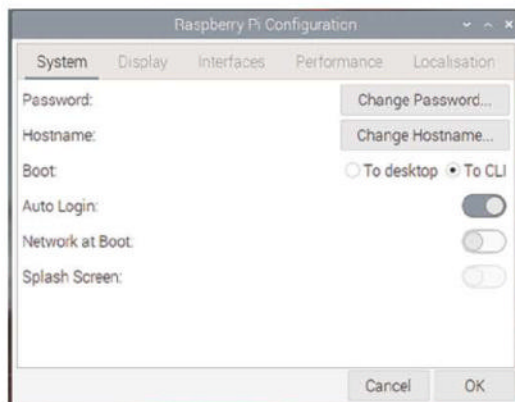 Raspberry Pi Configuration
System Display Interfaces Performance Localisation
Password: Change Password...
Hostname: Change Hostname...
Boot: To desktop To CLI
Auto Login:
Network at Boot:
Splash Screen:
Cancel OK